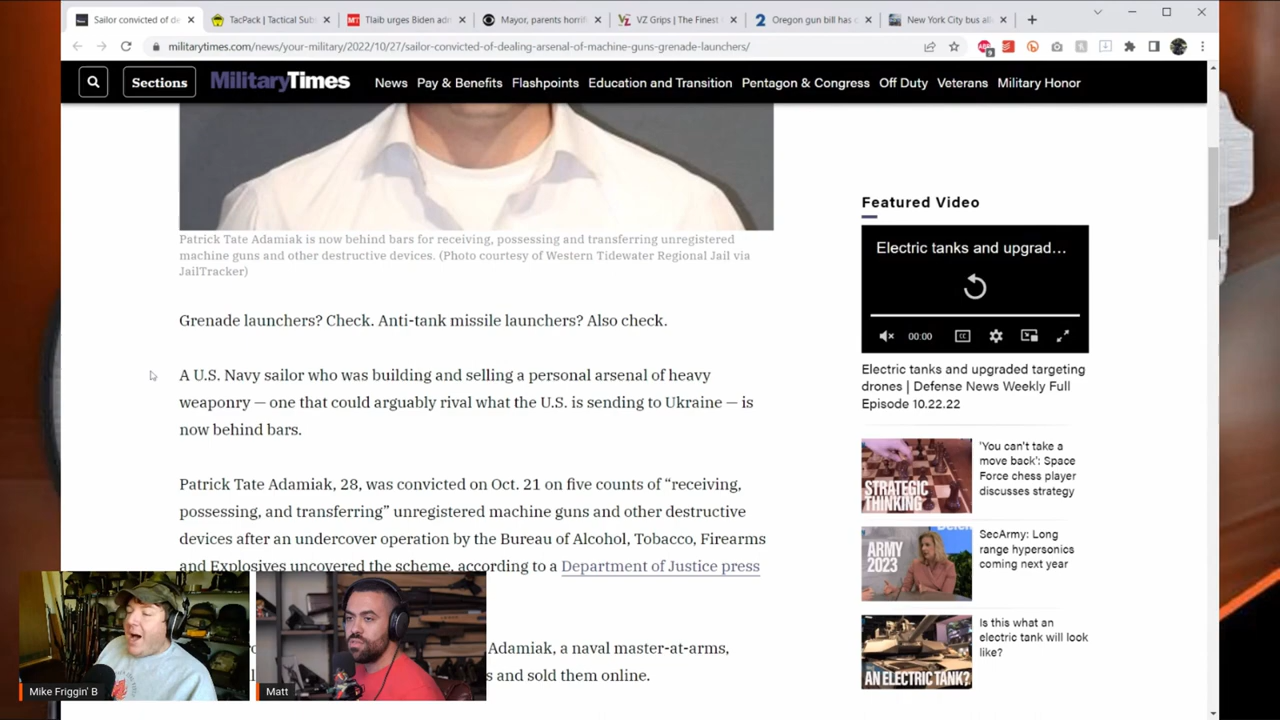 Sailor convicted of de
TacPack | Tactical Subs
Tlaib urges Biden adm
Mayor, parents horrif
VZ Grips | The Finest
Oregon gun bill has c
New York City bus all
militarytimes.com/news/your-military/2022/10/27/sailor-convicted-of-dealing-arsenal-of-machine-guns-grenade-launchers/
Sections
MilitaryTimes
News Pay & Benefits Flashpoints Education and Transition Pentagon & Congress Off Duty Veterans Military Honor
Patrick Tate Adamiak is now behind bars for receiving, possessing and transferring unregistered
machine guns and other destructive devices. (Photo courtesy of Western Tidewater Regional Jail via
JailTracker)
Grenade launchers? Check. Anti-tank missile launchers? Also check.
A U.S. Navy sailor who was building and selling a personal arsenal of heavy
weaponry — one that could arguably rival what the U.S. is sending to Ukraine — is
now behind bars.
Patrick Tate Adamiak, 28, was convicted on Oct. 21 on five counts of “receiving,
possessing, and transferring” unregistered machine guns and other destructive
devices after an undercover operation by the Bureau of Alcohol, Tobacco, Firearms
and Explosives uncovered the scheme, according to a Department of Justice press
Adamiak, a naval master-at-arms,
s and sold them online.
Featured Video
Electric tanks and upgrad...
00:00
CC
Electric tanks and upgraded targeting
drones | Defense News Weekly Full
Episode 10.22.22
STRATEGIC
THINKING
'You can't take a
move back': Space
Force chess player
discusses strategy
ARMY
2023
SecArmy: Long
range hypersonics
coming next year
AN ELECTRIC TANK?
Is this what an
electric tank will look
like?
Mike Friggin' B
Matt